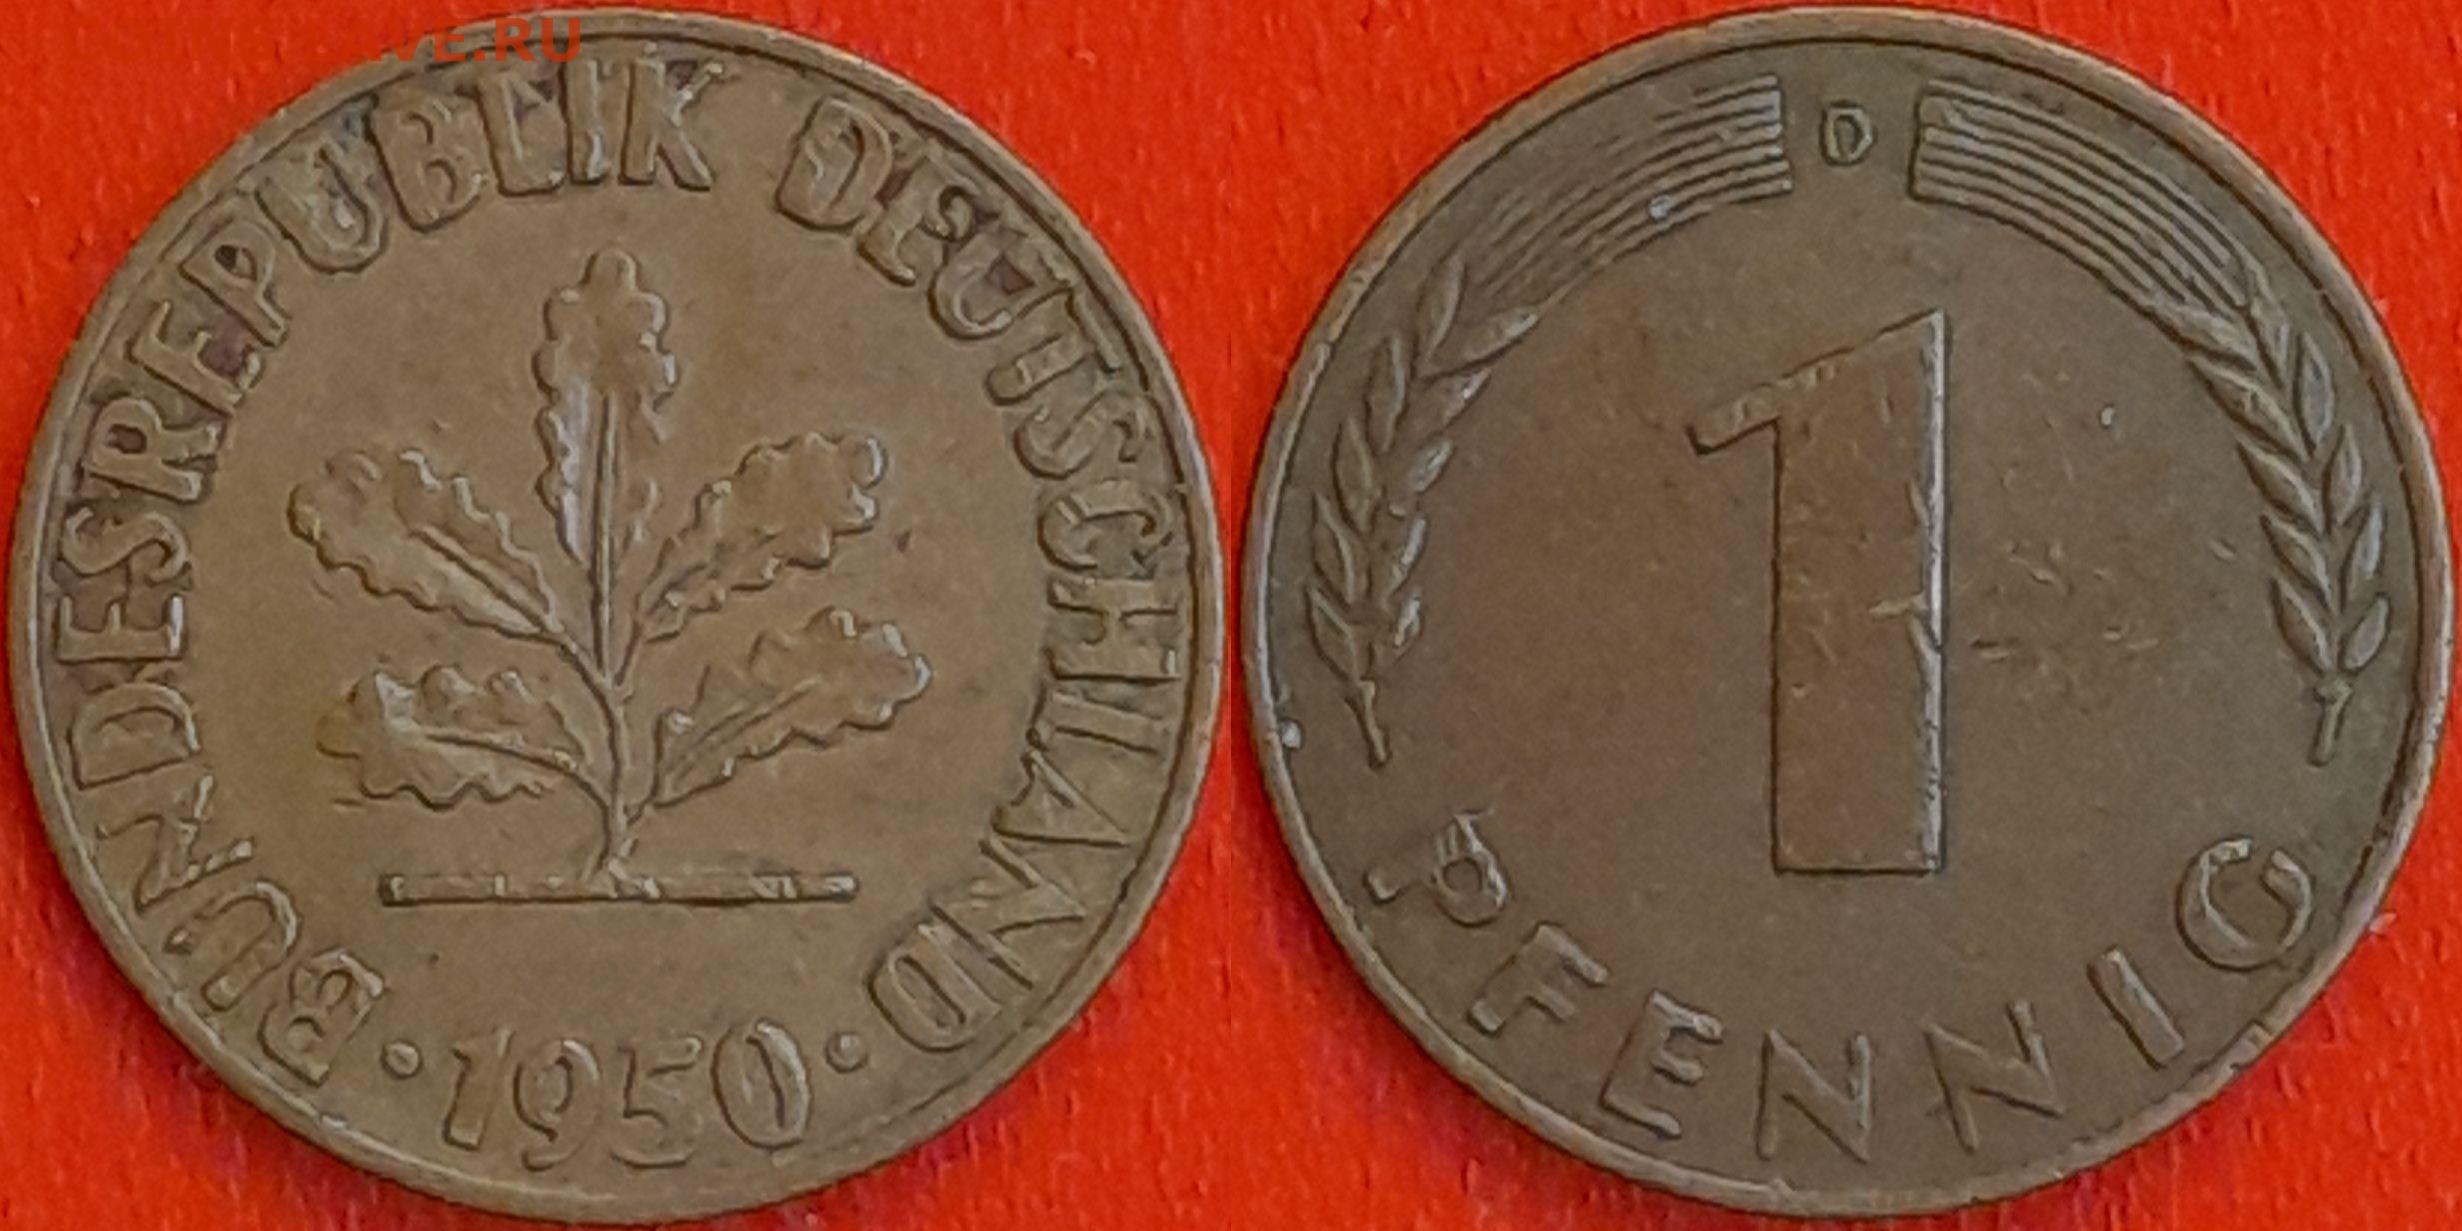 BUNDESREPUBLIK DEUTSCHLAND
· 1950 ·
D
1
PFENNIG